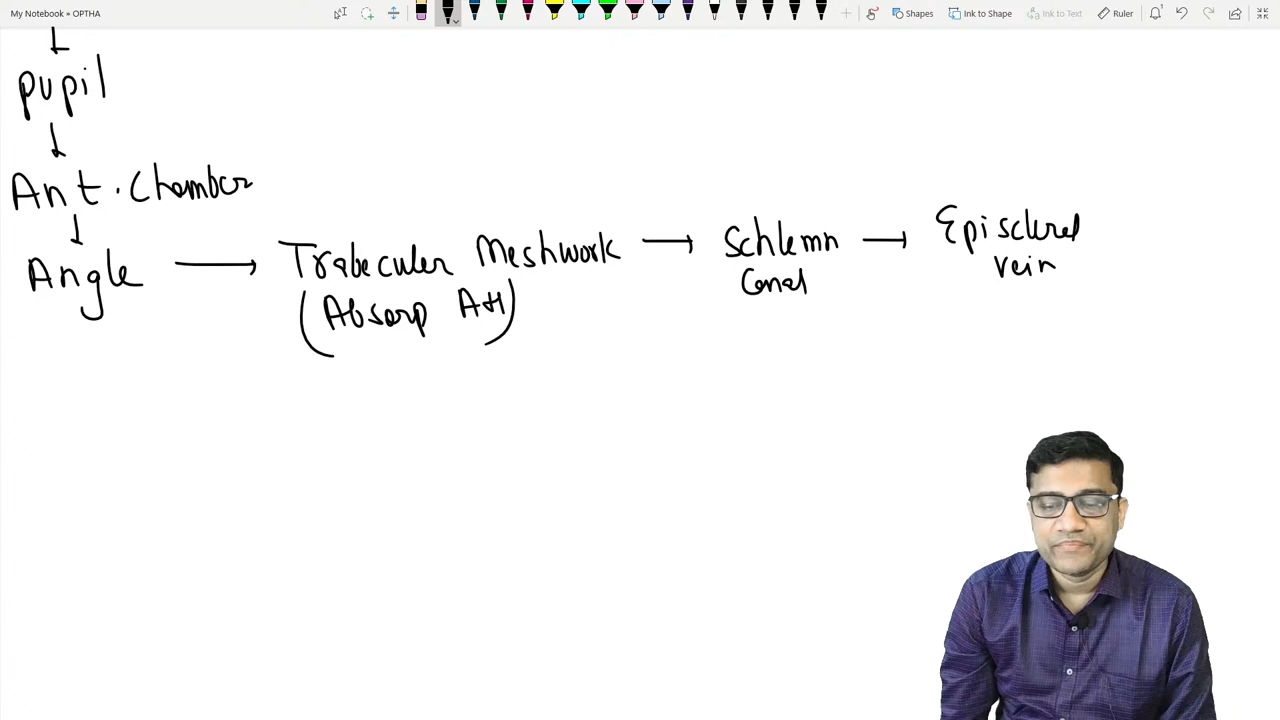 My Notebook » OPTHA
Shapes
Ink to Shape
Ink to Text
Ruler
pupil
Ant. Chamber
Angle → Trabecular Meshwork → Schlemn → Episcleral
(Absorp AH)
Canal
vein